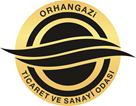 ORHANGAZİ
TİCARET VE SANAYİ ODASI